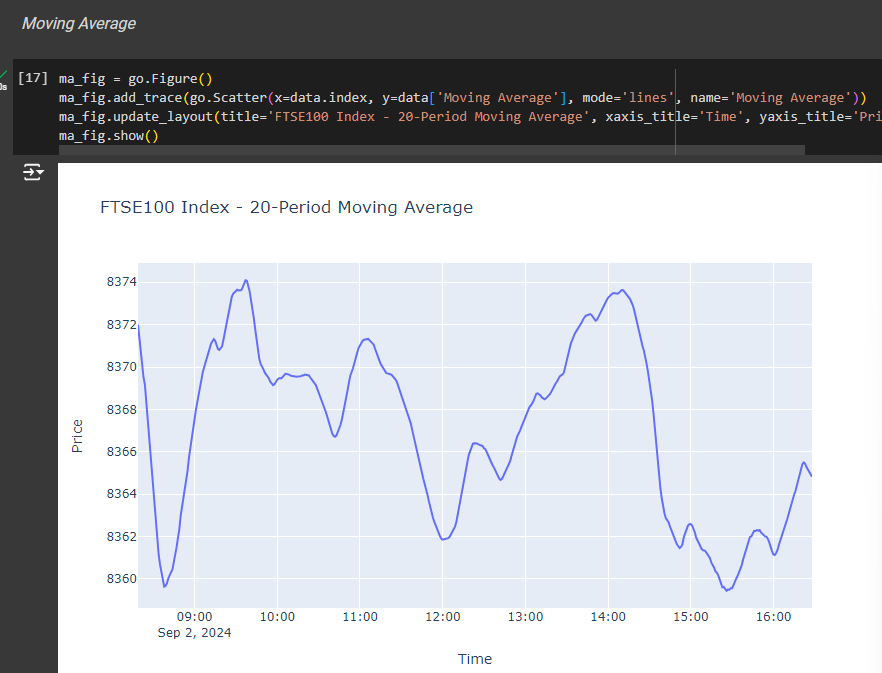 Moving Average
[17] ma_fig = go.Figure()
ma_fig.add_trace(go.Scatter(x=data.index, y=data['Moving Average'], mode='lines', name='Moving Average'))
ma_fig.update_layout(title='FTSE100 Index - 20-Period Moving Average', xaxis_title='Time', yaxis_title='Pri
0s
ma_fig.show()
FTSE100 Index - 20-Period Moving Average
8374
8372
8370
8368
8366
8364
8362
8360
Price
09:00 10:00 11:00 12:00 13:00 14:00 15:00 16:00
Sep 2, 2024
Time